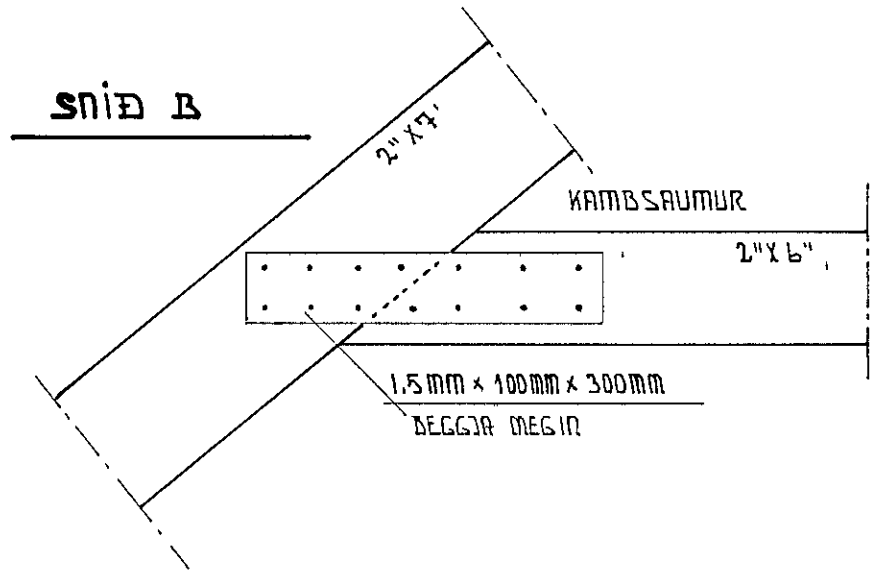 SNIÐ B
2"X7'
KAMBSAUMUR
2"X6"
1.5MM x 100MM x 300MM
BEGGJA MEGIN